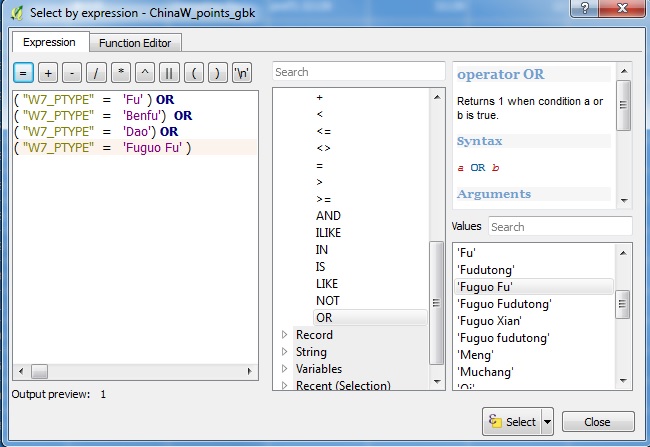 Select by expression - ChinaW_points_gbk
Expression
Function Editor
= + - / * ^ || ( ) '\n'
( "W7_PTYPE" = 'Fu' ) OR
( "W7_PTYPE" = 'Benfu') OR
( "W7_PTYPE" = 'Dao') OR
( "W7_PTYPE" = 'Fuguo Fu' )
Output preview: 1
Search
+
<
<=
<>
=
>
>=
AND
ILIKE
IN
IS
LIKE
NOT
OR
Record
String
Variables
Recent (Selection)
operator OR
Returns 1 when condition a or
b is true.
Syntax
a OR b
Arguments
Values
Search
'Fu'
'Fudutong'
'Fuguo Fu'
'Fuguo Fudutong'
'Fuguo Xian'
'Fuguo fudutong'
'Meng'
'Muchang'
Select
Close